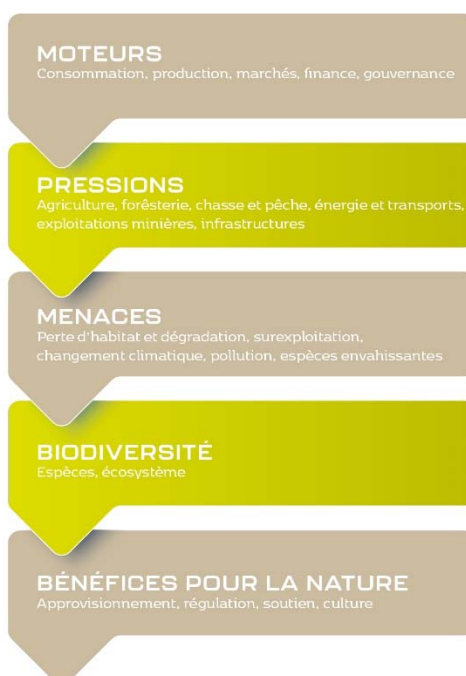 MOTEURS
Consommation, production, marchés, finance, gouvernance
PRESSIONS
Agriculture, forêsterie, chasse et pêche, énergie et transports,
exploitations minières, infrastructures
MENACES
Perte d'habitat et dégradation, surexploitation,
changement climatique, pollution, espèces envahissantes
BIODIVERSITÉ
Espèces, écosystème
BÉNÉFICES POUR LA NATURE
Approvisionnement, régulation, soutien, culture